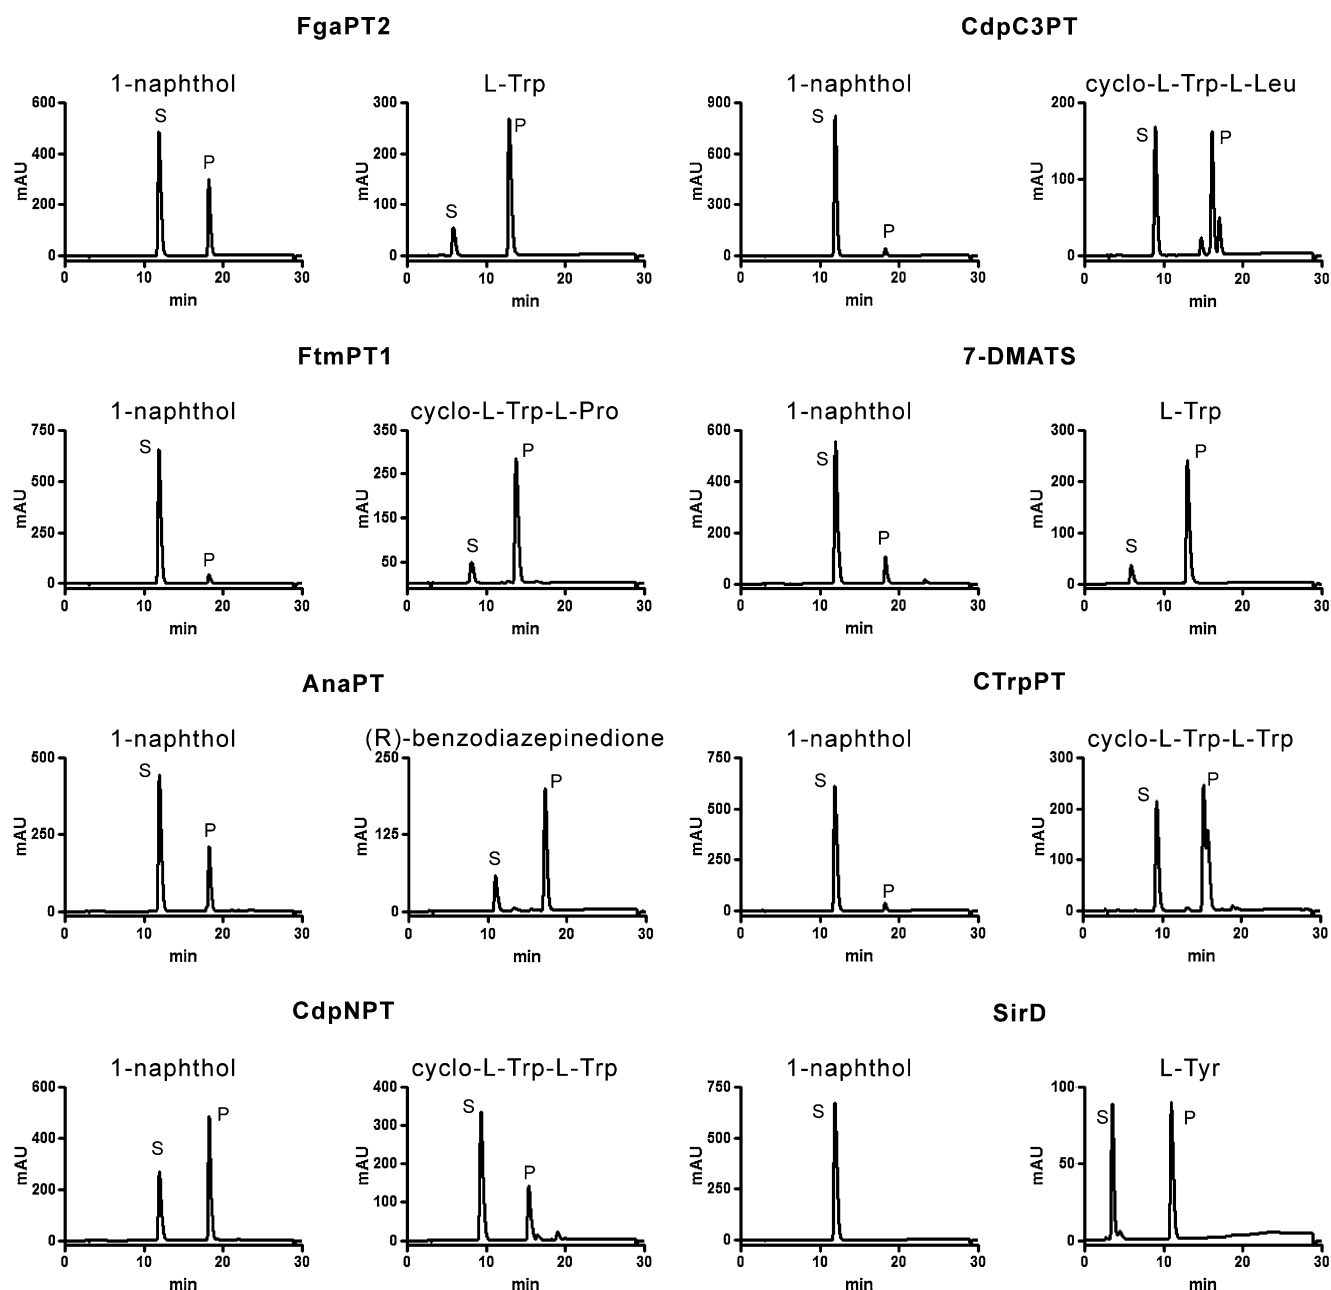 FgaPT2
1-naphthol
600
400
200
0
mAU
S
P
0 10 20 30
min
L-Trp
300
200
100
0
mAU
S
P
0 10 20 30
min
CdpC3PT
1-naphthol
900
600
300
0
mAU
S
P
0 10 20 30
min
cyclo-L-Trp-L-Leu
200
100
0
mAU
S
P
0 10 20 30
min
FtmPT1
1-naphthol
750
500
250
0
mAU
S
P
0 10 20 30
min
cyclo-L-Trp-L-Pro
350
250
150
50
mAU
S
P
0 10 20 30
min
7-DMATS
1-naphthol
600
400
200
0
mAU
S
P
0 10 20 30
min
L-Trp
300
200
100
0
mAU
S
P
0 10 20 30
min
AnaPT
1-naphthol
500
250
0
mAU
S
P
0 10 20 30
min
(R)-benzodiazepinedione
250
125
0
mAU
S
P
0 10 20 30
min
CTrpPT
1-naphthol
750
500
250
0
mAU
S
P
0 10 20 30
min
cyclo-L-Trp-L-Trp
300
200
100
0
mAU
S
P
0 10 20 30
min
CdpNPT
1-naphthol
600
400
200
0
mAU
S
P
0 10 20 30
min
cyclo-L-Trp-L-Trp
400
300
200
100
0
mAU
S
P
0 10 20 30
min
SirD
1-naphthol
750
500
250
0
mAU
S
0 10 20 30
min
L-Tyr
100
50
0
mAU
S
P
0 10 20 30
min